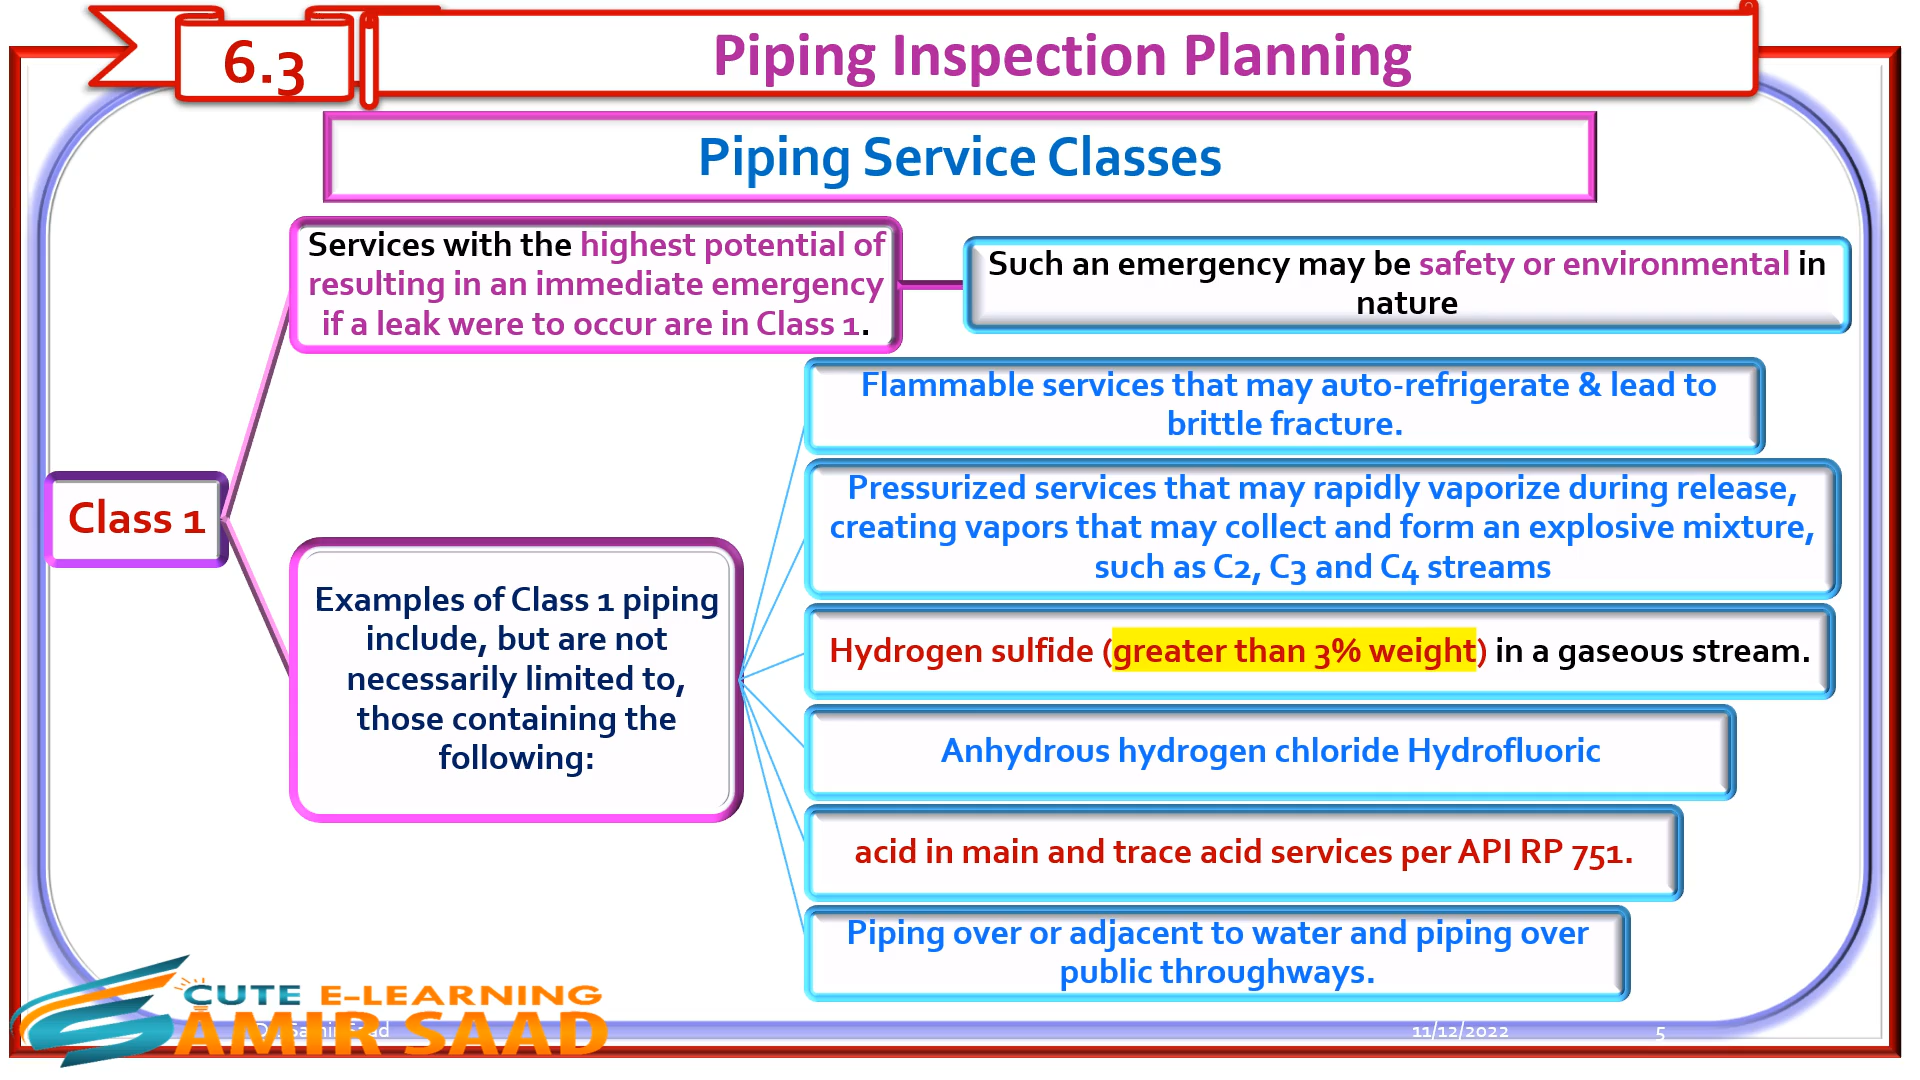 6.3
Piping Inspection Planning
Piping Service Classes
Class 1
Services with the highest potential of
resulting in an immediate emergency
if a leak were to occur are in Class 1.
Such an emergency may be safety or environmental in
nature
Examples of Class 1 piping
include, but are not
necessarily limited to,
those containing the
following:
Flammable services that may auto-refrigerate & lead to
brittle fracture.
Pressurized services that may rapidly vaporize during release,
creating vapors that may collect and form an explosive mixture,
such as C2, C3 and C4 streams
Hydrogen sulfide (greater than 3% weight) in a gaseous stream.
Anhydrous hydrogen chloride Hydrofluoric
acid in main and trace acid services per API RP 751.
Piping over or adjacent to water and piping over
public throughways.
CUTE E-LEARNING
AMIR SAAD
11/12/2022
5